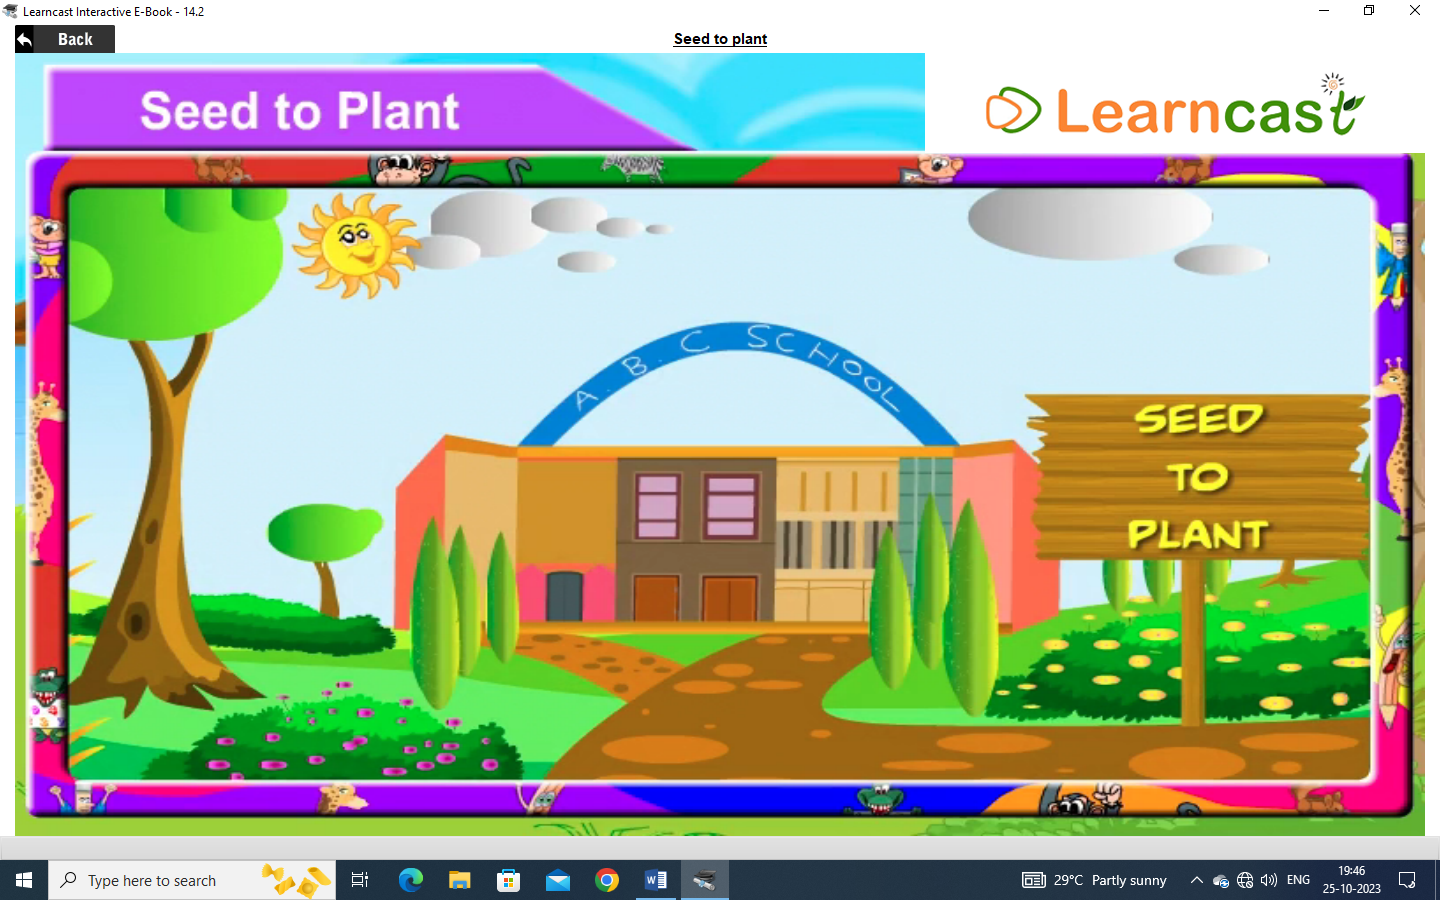 Learncast Interactive E-Book - 14.2
Back
Seed to plant
Seed to Plant
Learncast
A. B. C SCHOOL
SEED
TO
PLANT
Type here to search
29°C Partly sunny
ENG
19:46
25-10-2023